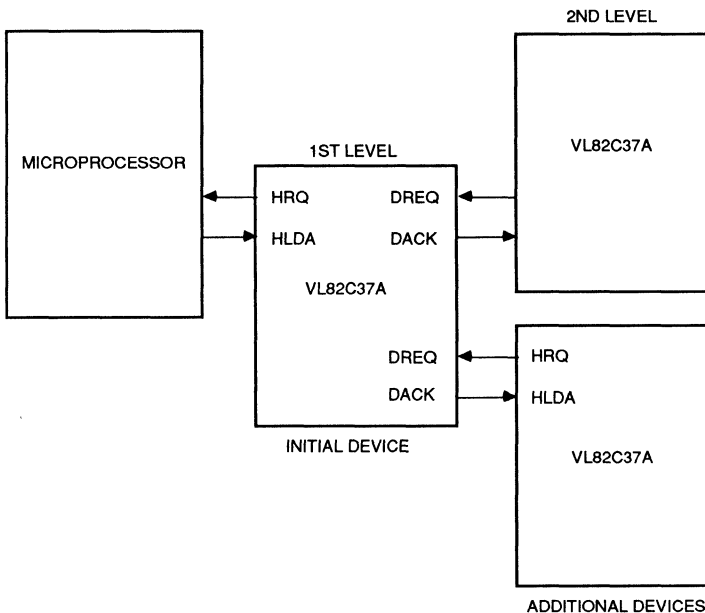 2ND LEVEL
MICROPROCESSOR
VL82C37A
1ST LEVEL
HRQ DREQ
HLDA DACK
VL82C37A
DREQ HRQ
DACK HLDA
INITIAL DEVICE
VL82C37A
ADDITIONAL DEVICES